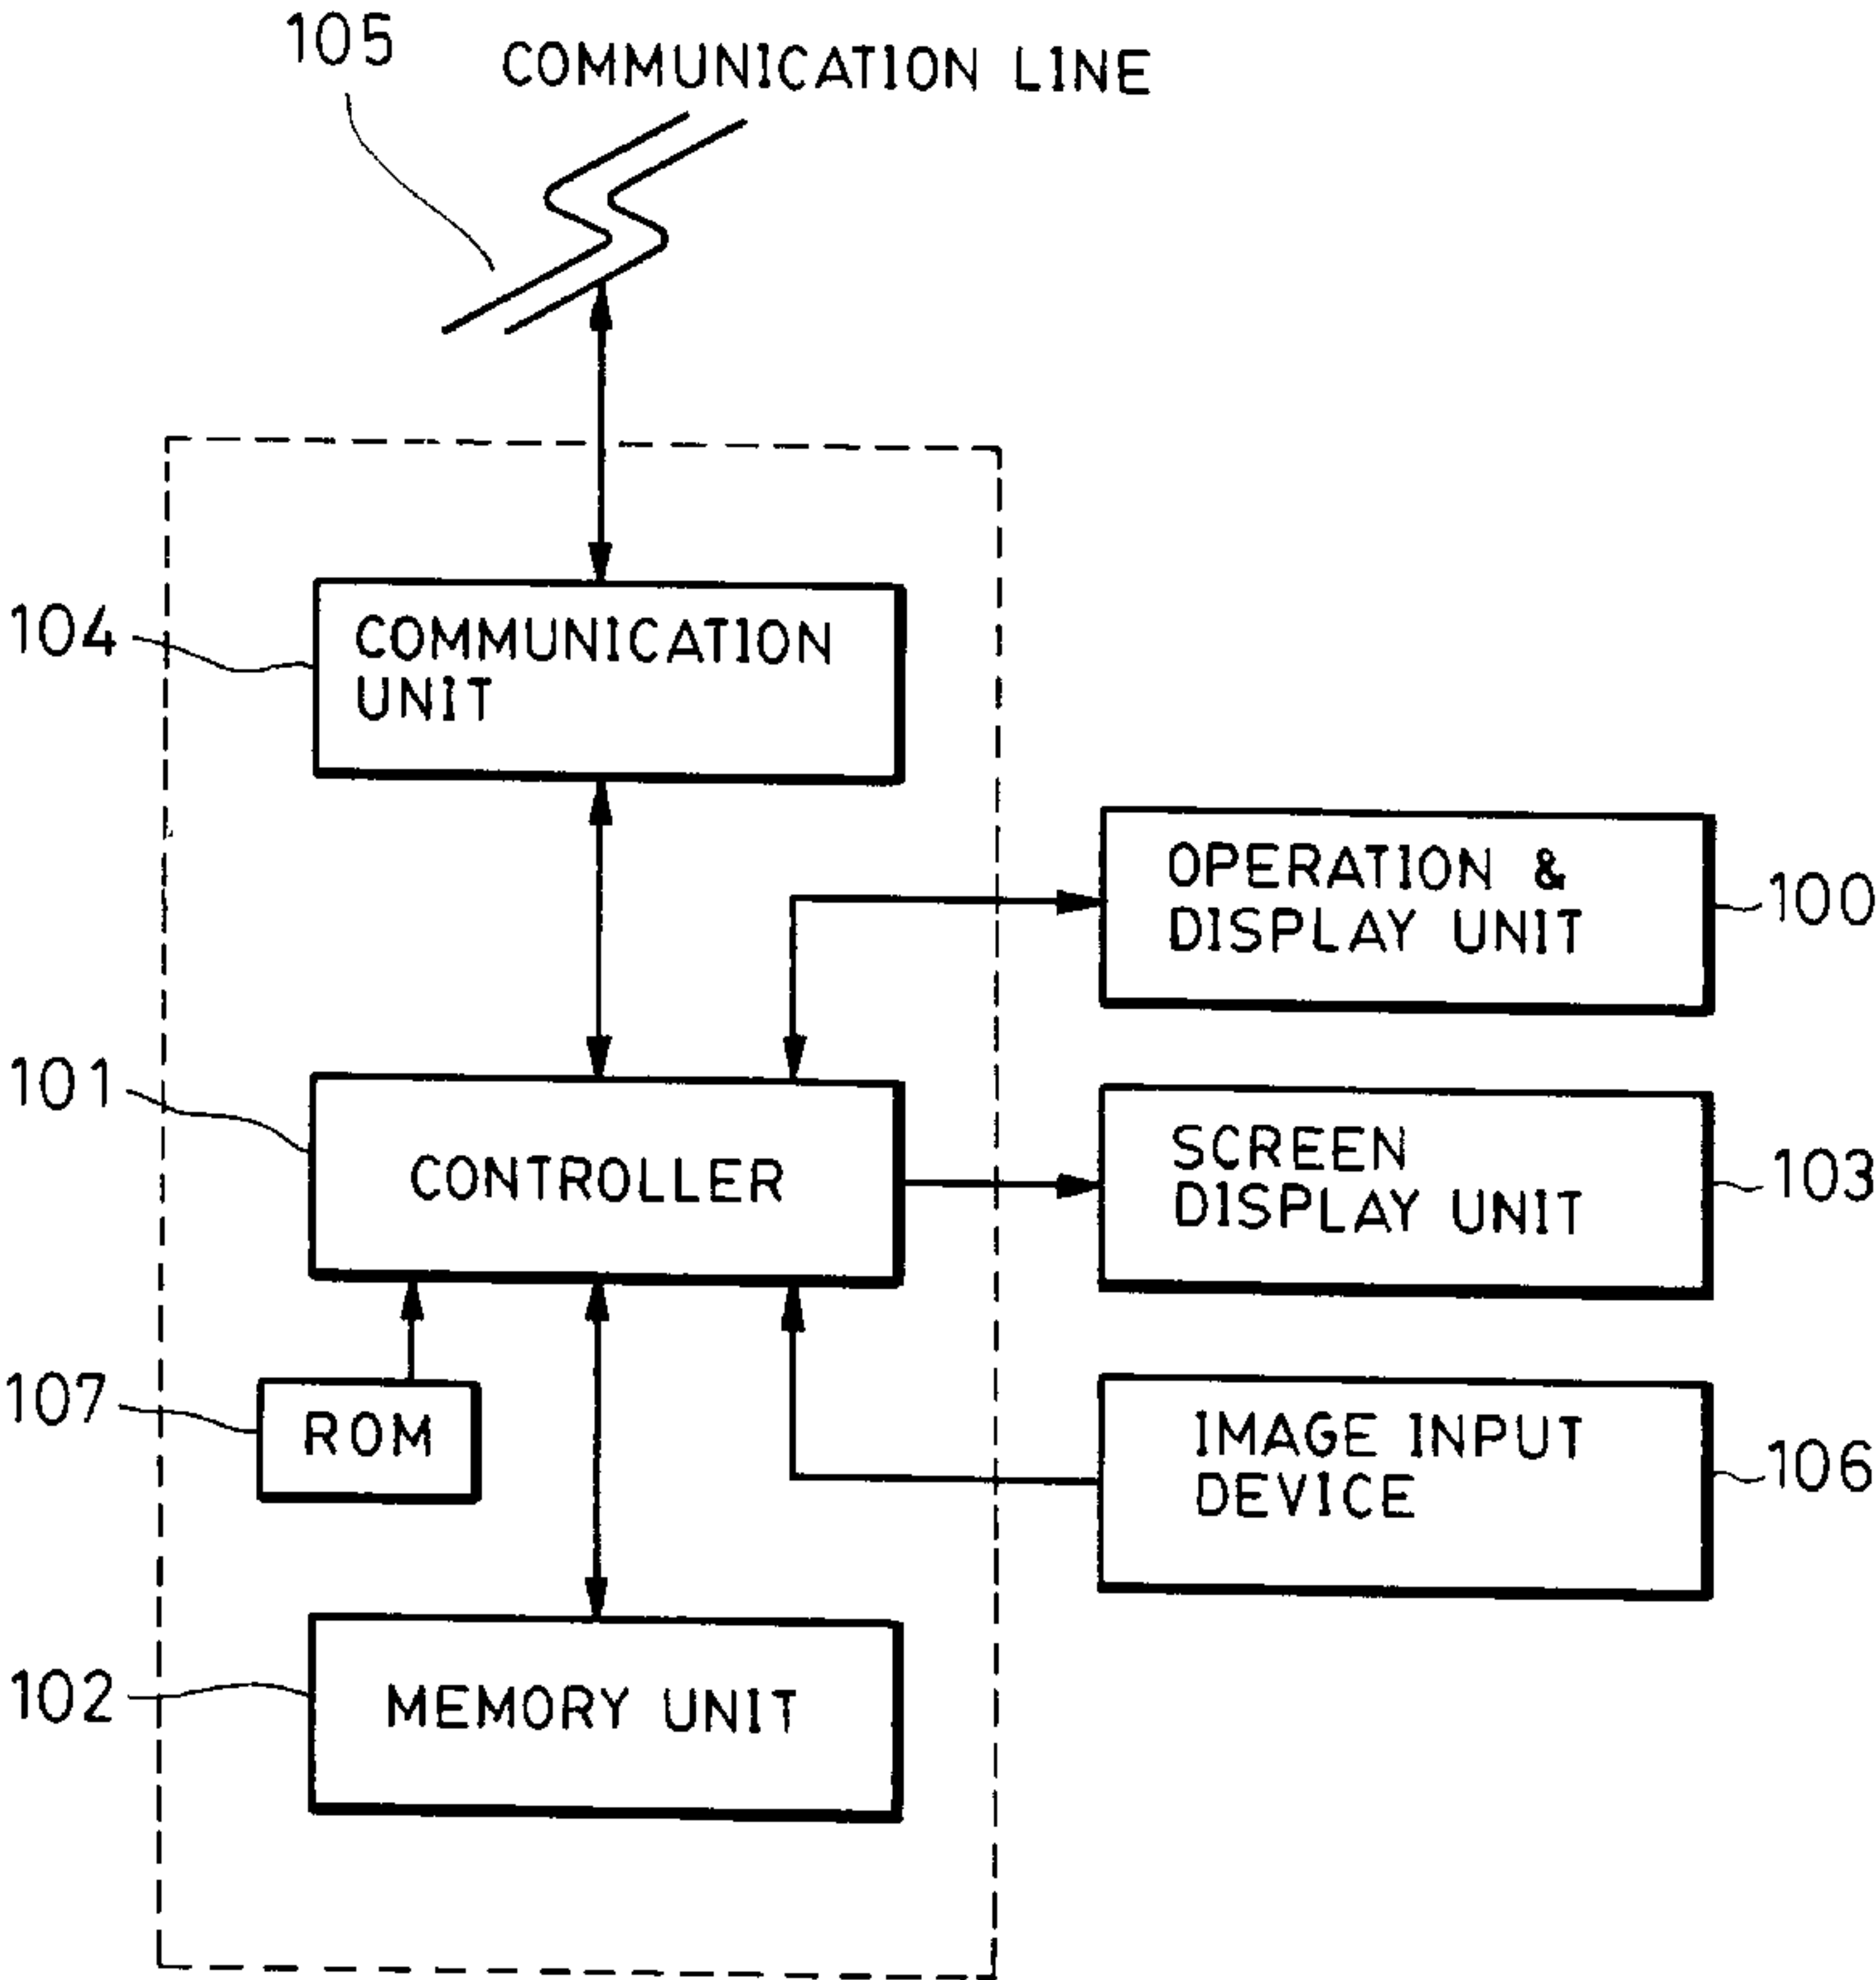 105
COMMUNICATION LINE
104
COMMUNICATION
UNIT
OPERATION &
DISPLAY UNIT
100
101
CONTROLLER
SCREEN
DISPLAY UNIT
103
107
ROM
IMAGE INPUT
DEVICE
106
102
MEMORY UNIT